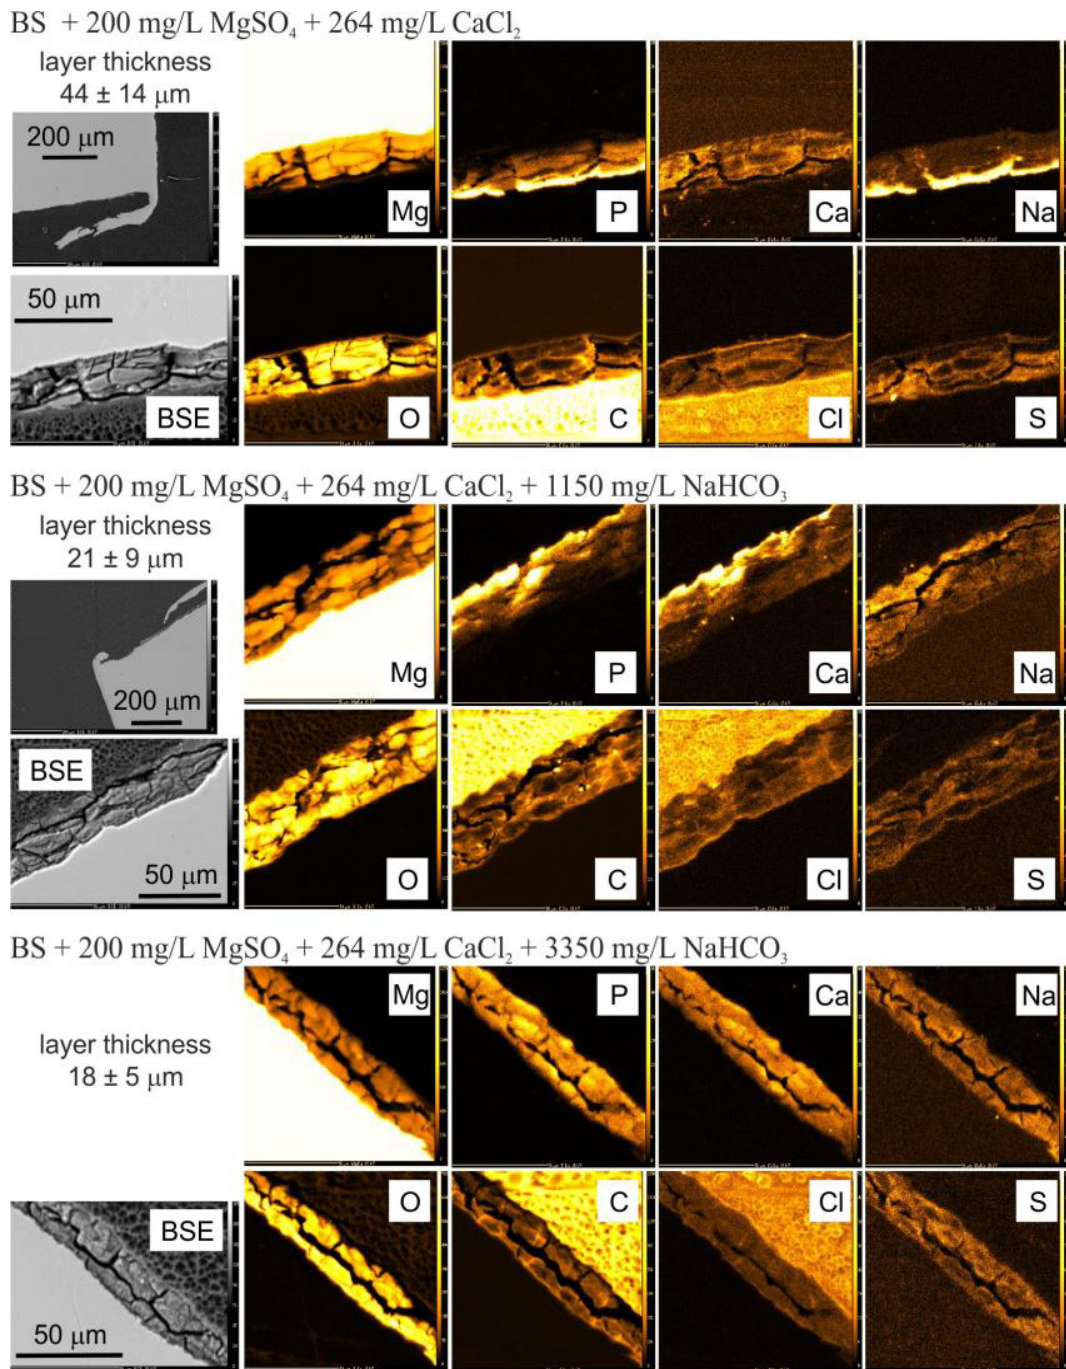 BS + 200 mg/L MgSO₄ + 264 mg/L CaCl₂
layer thickness
44 ± 14 μm
200 μm
Mg
P
Ca
Na
50 μm
BSE
O
C
Cl
S
BS + 200 mg/L MgSO₄ + 264 mg/L CaCl₂ + 1150 mg/L NaHCO₃
layer thickness
21 ± 9 μm
200 μm
Mg
P
Ca
Na
BSE
50 μm
O
C
Cl
S
BS + 200 mg/L MgSO₄ + 264 mg/L CaCl₂ + 3350 mg/L NaHCO₃
layer thickness
18 ± 5 μm
Mg
P
Ca
Na
BSE
50 μm
O
C
Cl
S